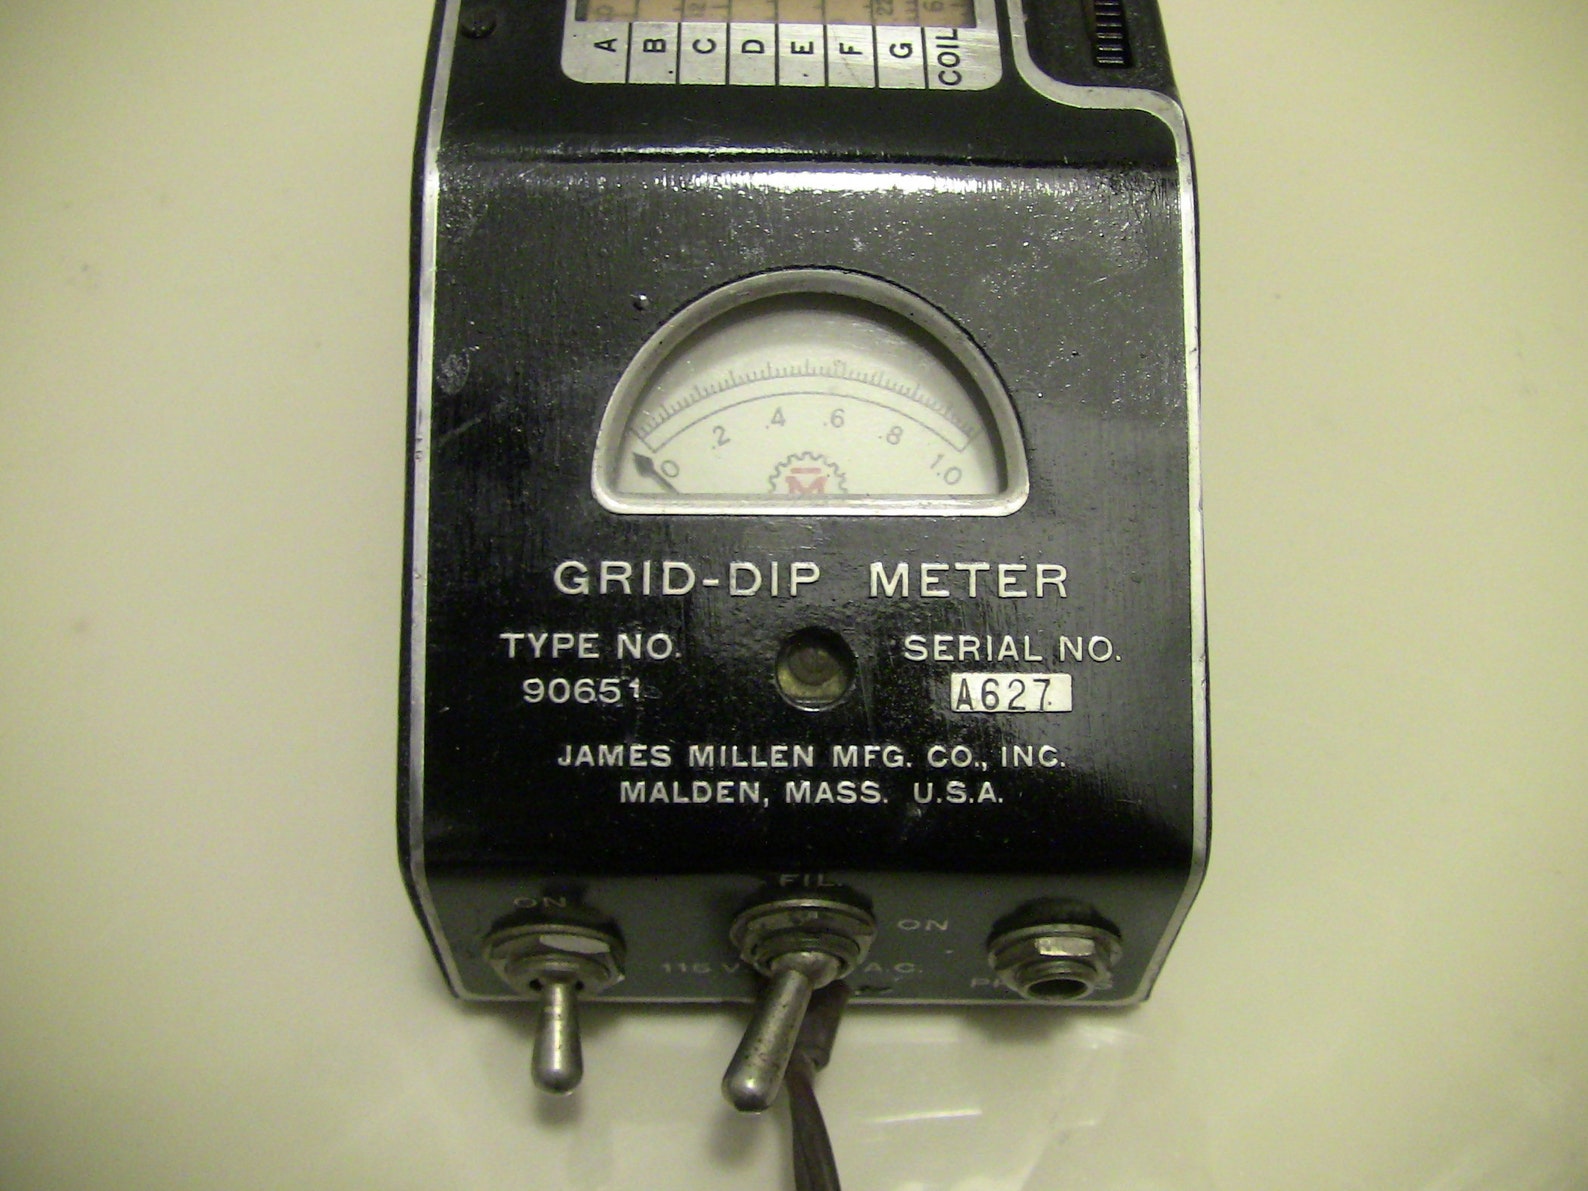 A
B
C
D
E
F
G
COIL
0 .2 .4 .6 .8 1.0
M
GRID-DIP METER
TYPE NO. SERIAL NO.
90651 A627
JAMES MILLEN MFG. CO., INC.
MALDEN, MASS. U.S.A.
FIL.
ON ON
115 V A.C.